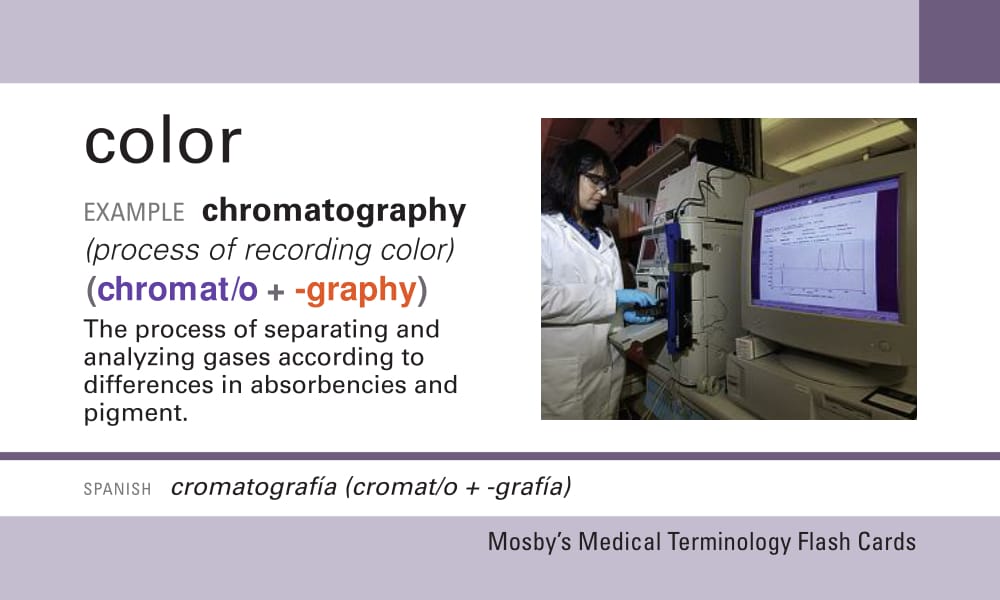 color
EXAMPLE chromatography
(process of recording color)
(chromat/o + -graphy)
The process of separating and
analyzing gases according to
differences in absorbencies and
pigment.
SPANISH cromatografía (cromat/o + -grafía)
Mosby's Medical Terminology Flash Cards